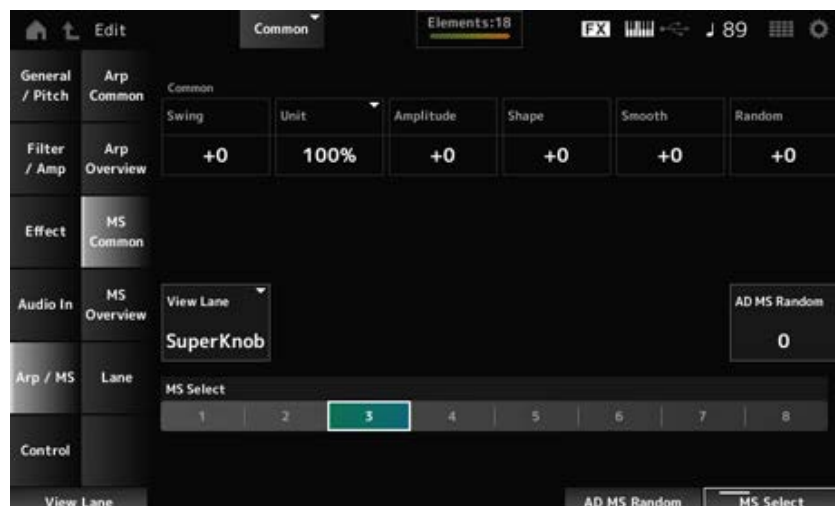 Edit
Common
Elements:18
FX
89
General
/ Pitch
Arp
Common
Filter
/ Amp
Arp
Overview
Effect
MS
Common
Audio In
MS
Overview
Arp / MS
Lane
Control
Common
Swing
Unit
Amplitude
Shape
Smooth
Random
+0
100%
+0
+0
+0
+0
View Lane
SuperKnob
AD MS Random
0
MS Select
1 2 3 4 5 6 7 8
View Lane
AD MS Random
MS Select